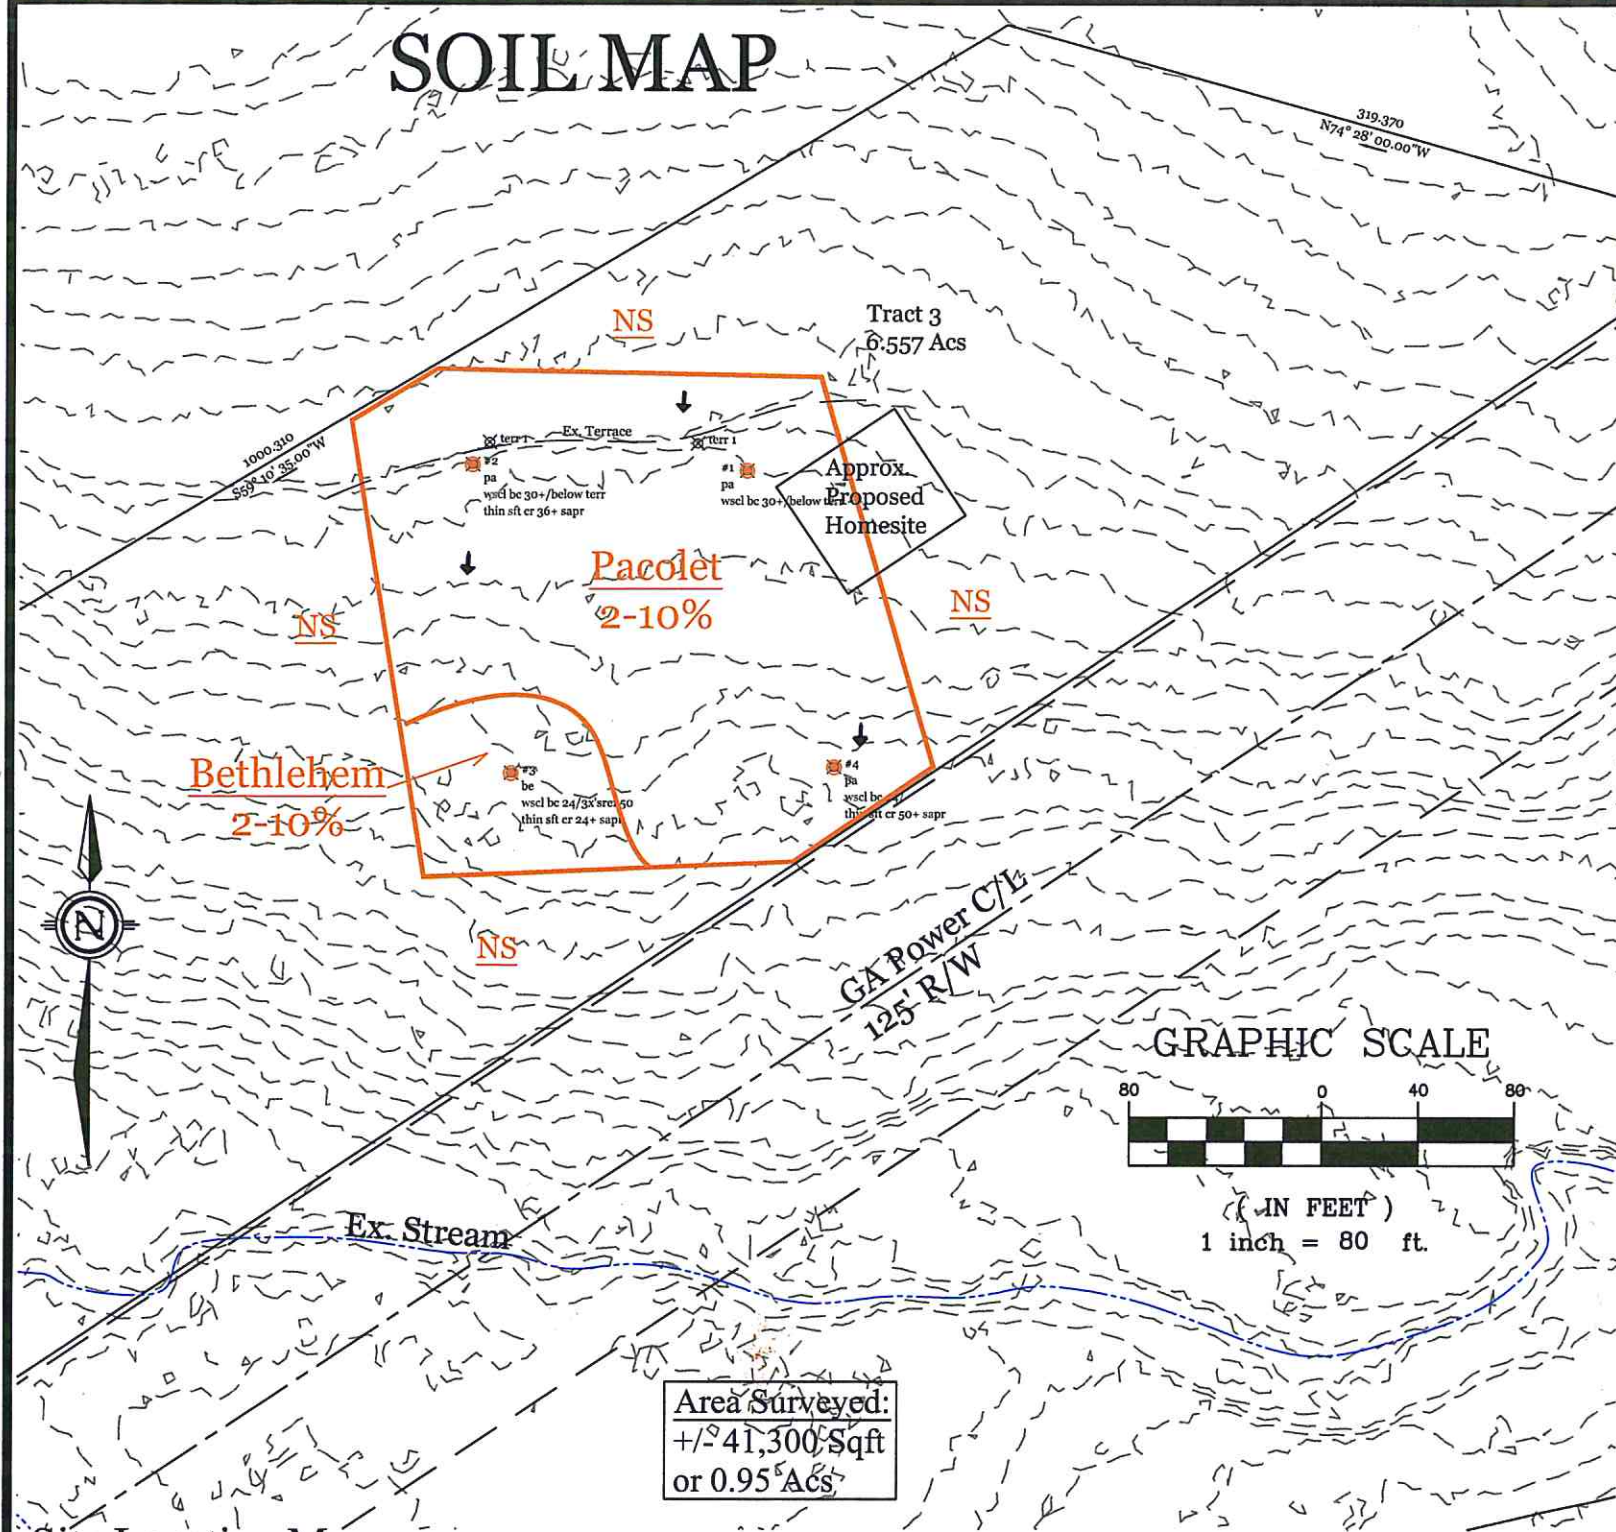 SOIL MAP
319.370
N74° 28' 00.00"W
NS
Tract 3
6.557 Acs
1000.310
S59° 10' 35.00"W
terr 1
Ex. Terrace
terr 1
#2
pa
wscl bc 30+/below terr
thin sft cr 36+ sapr
#1
pa
wscl bc 30+/below terr
Approx.
Proposed
Homesite
Pacolet
2-10%
NS
NS
Bethlehem
2-10%
#3
be
thin sft cr 24+ sapr
#4
pa
wscl bc
thin sft cr 50+ sapr
N
NS
GA Power C/L
125' R/W
GRAPHIC SCALE
80 0 40 80
( IN FEET )
1 inch = 80 ft.
Ex. Stream
Area Surveyed:
+/- 41,300 Sqft
or 0.95 Acs